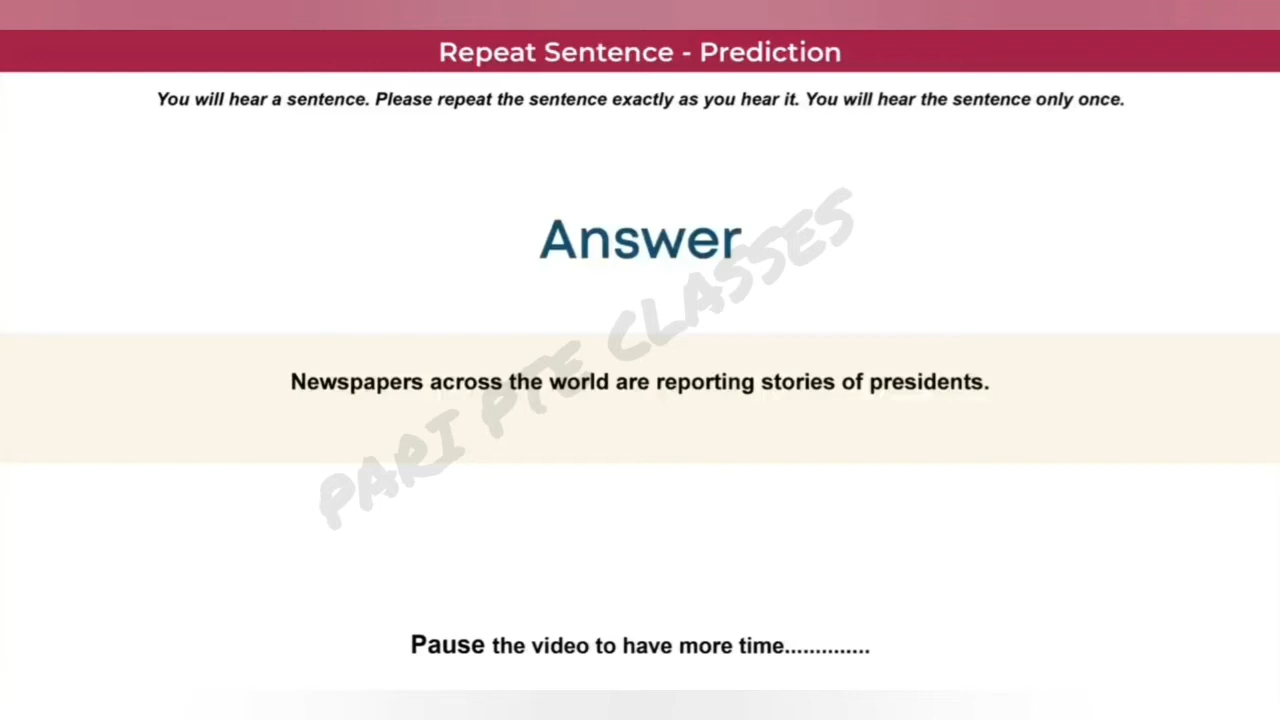 Repeat Sentence - Prediction
You will hear a sentence. Please repeat the sentence exactly as you hear it. You will hear the sentence only once.
Answer
Newspapers across the world are reporting stories of presidents.
PARI PTE CLASSES
Pause the video to have more time..............